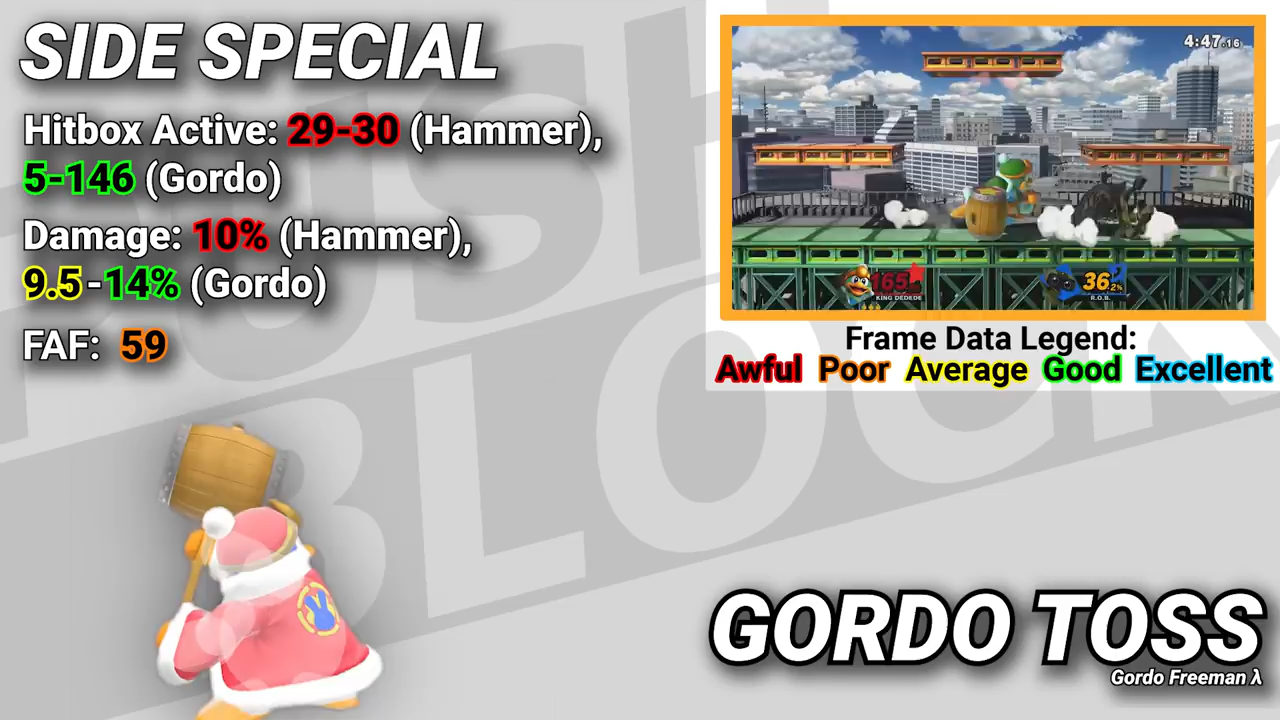 SIDE SPECIAL
Hitbox Active: 29-30 (Hammer),
5-146 (Gordo)
Damage: 10% (Hammer),
9.5-14% (Gordo)
FAF: 59
4:47.16
165
KING DEDEDE
36.2%
R.O.B.
Frame Data Legend:
Awful Poor Average Good Excellent
PUSH
BLOCK
GORDO TOSS
Gordo Freeman λ